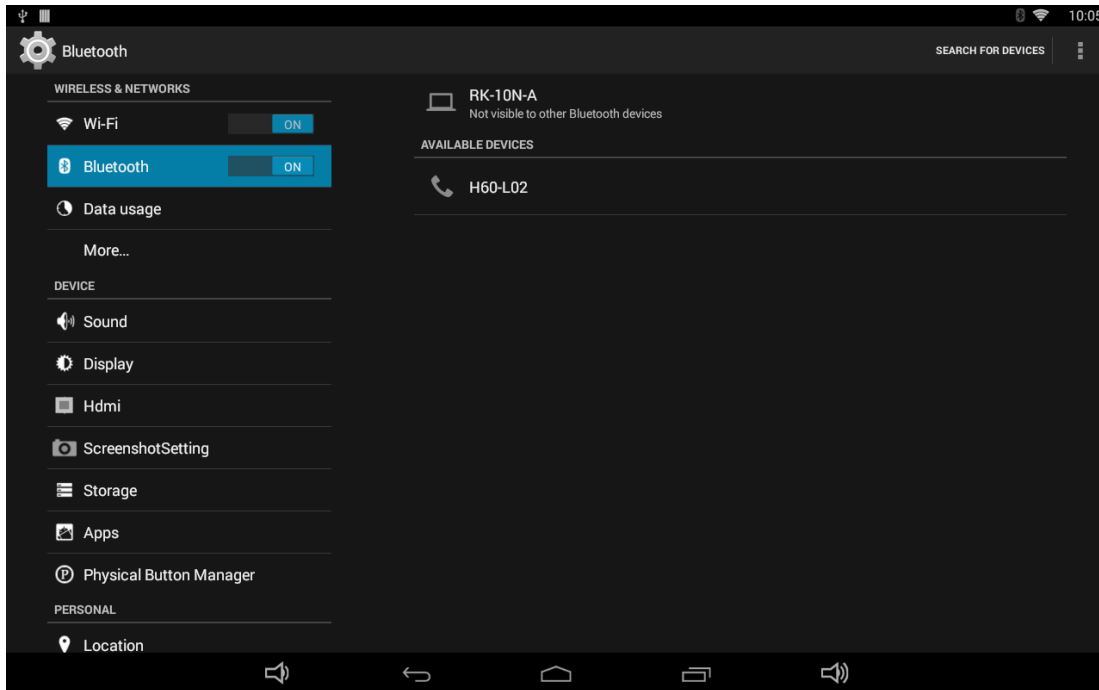 10:05
Bluetooth
SEARCH FOR DEVICES
WIRELESS & NETWORKS
Wi-Fi
ON
Bluetooth
ON
Data usage
More...
DEVICE
Sound
Display
Hdmi
ScreenshotSetting
Storage
Apps
Physical Button Manager
PERSONAL
Location
RK-10N-A
Not visible to other Bluetooth devices
AVAILABLE DEVICES
H60-L02